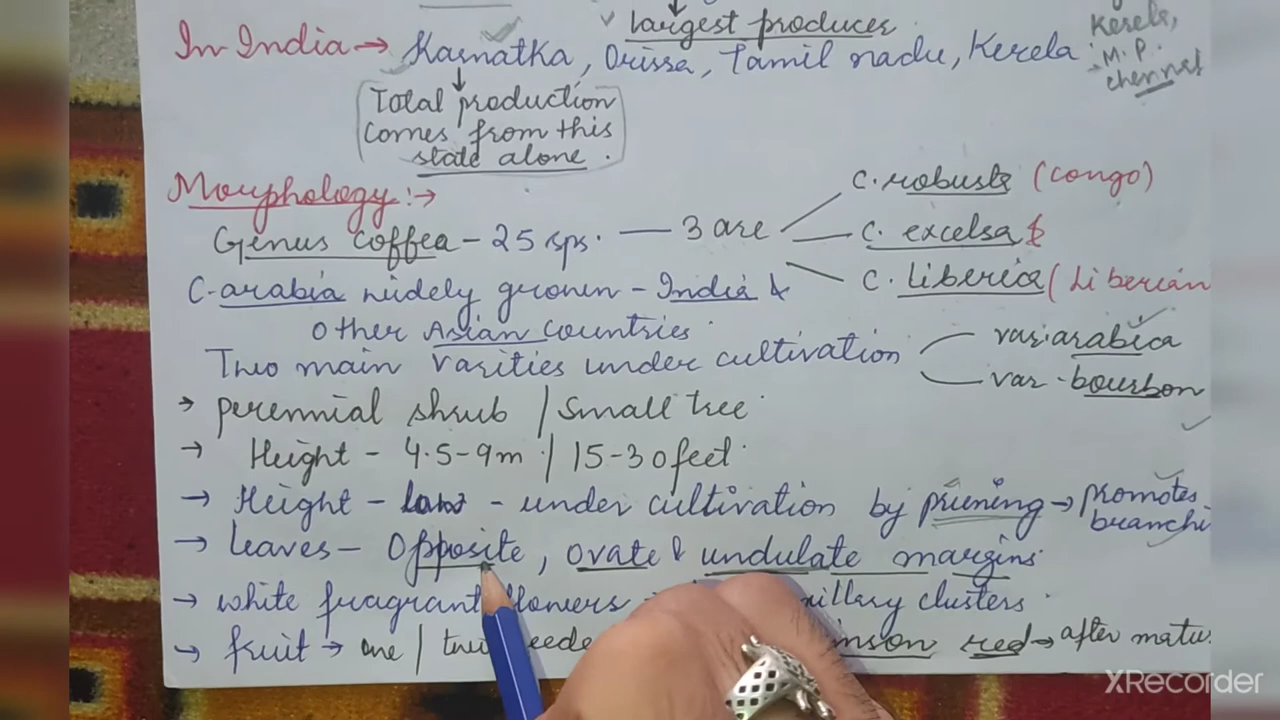 largest producer
In India → Karnatka, Orissa, Tamil nadu, Kerela
Kerela,
M.P.
chennai
Total production
comes from this
state alone.
Morphology :→
Genus coffea - 25 sps. — 3 are
C. robusta (congo)
C. excelsa
C. Liberica (Liberian
C. arabia widely grown - India &
other Asian countries.
Two main varities under cultivation
var. arabica
var - bourbon
→ perennial shrub / Small tree
→ Height - 4.5-9m / 15-30 feet.
→ Height - low - under cultivation by pruning → promotes
branchi
→ leaves - Opposite, ovate & undulate margins
→ white fragrant flowers clusters.
→ fruit → one / two red → after matu
XRecorder